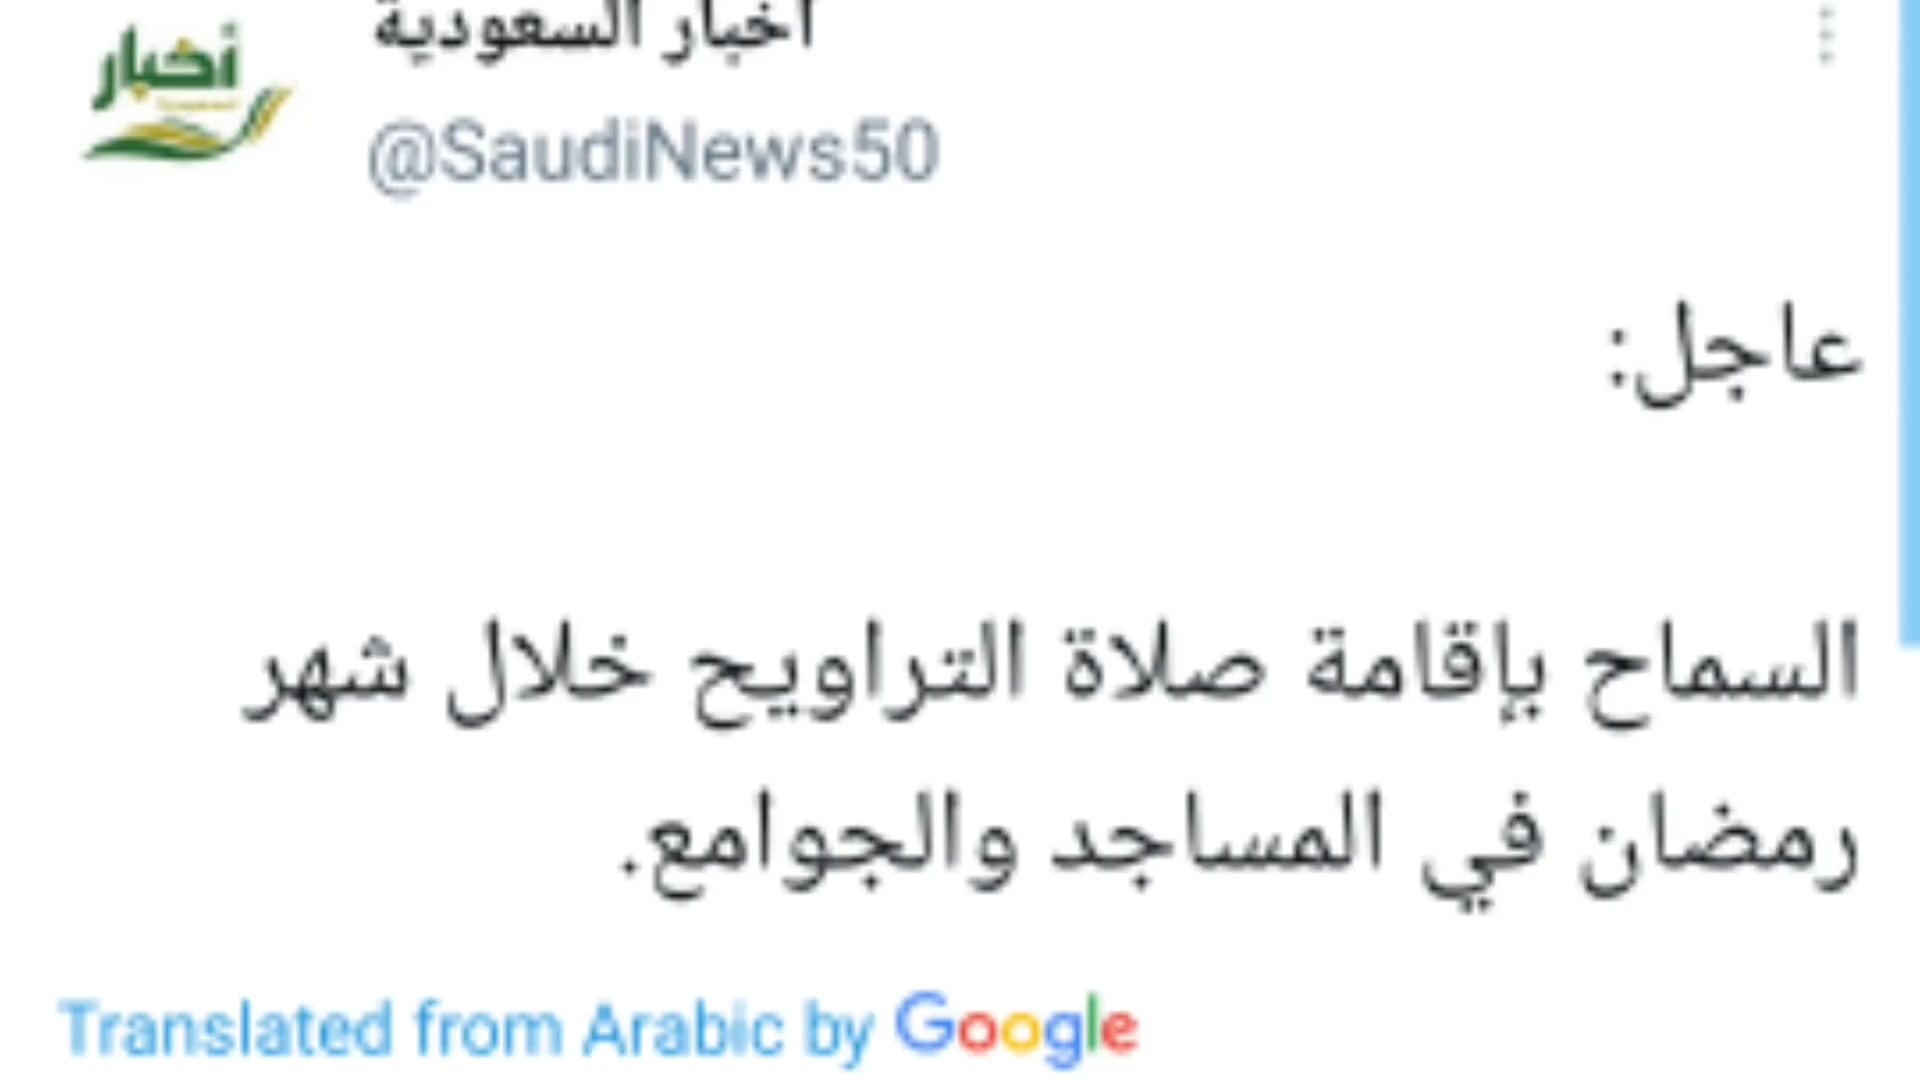 أخبار السعودية
أخبار
@SaudiNews50
عاجل:
السماح بإقامة صلاة التراويح خلال شهر
رمضان في المساجد والجوامع.
Translated from Arabic by Google